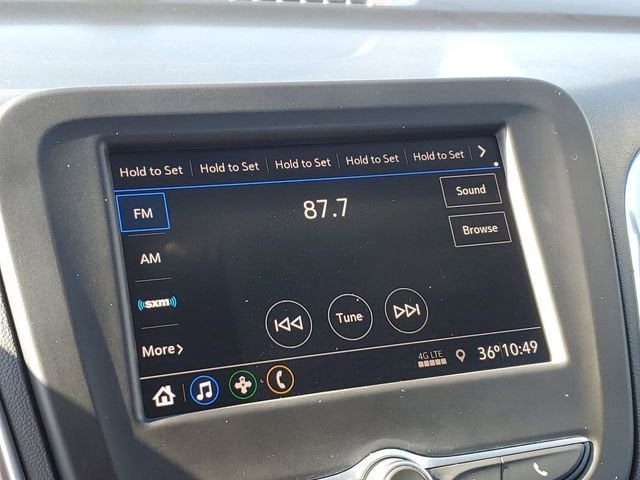 Hold to Set Hold to Set Hold to Set Hold to Set Hold to Set
FM 87.7 Sound
Browse
AM
sxm
Tune
More
4G LTE 36° 10:49